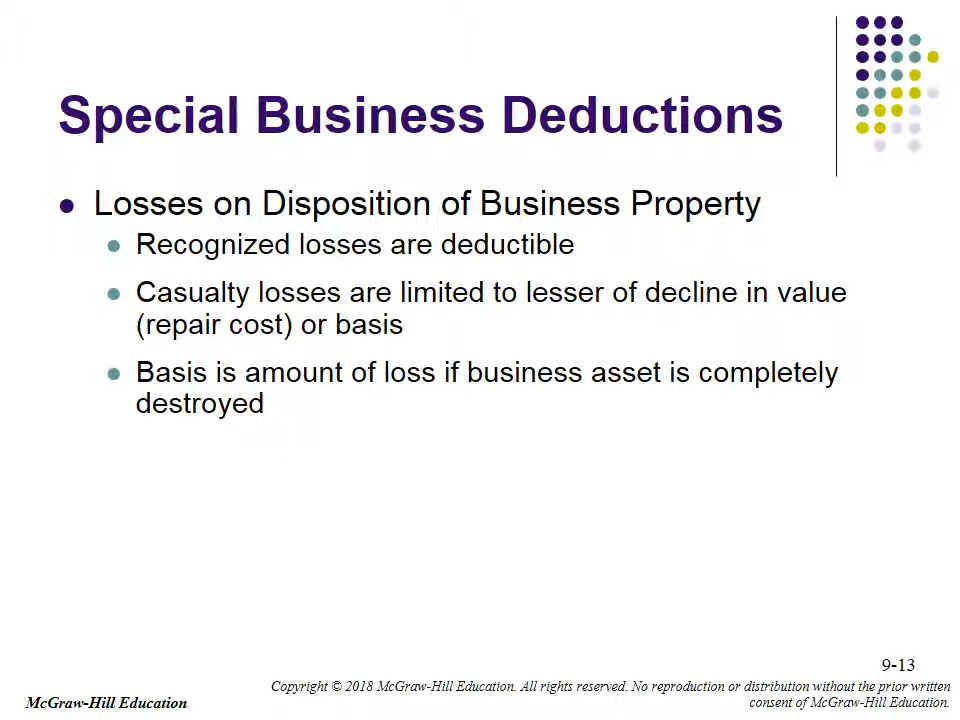 Special Business Deductions
Losses on Disposition of Business Property
Recognized losses are deductible
Casualty losses are limited to lesser of decline in value
(repair cost) or basis
Basis is amount of loss if business asset is completely
destroyed
9-13
McGraw-Hill Education
Copyright © 2018 McGraw-Hill Education. All rights reserved. No reproduction or distribution without the prior written
consent of McGraw-Hill Education.